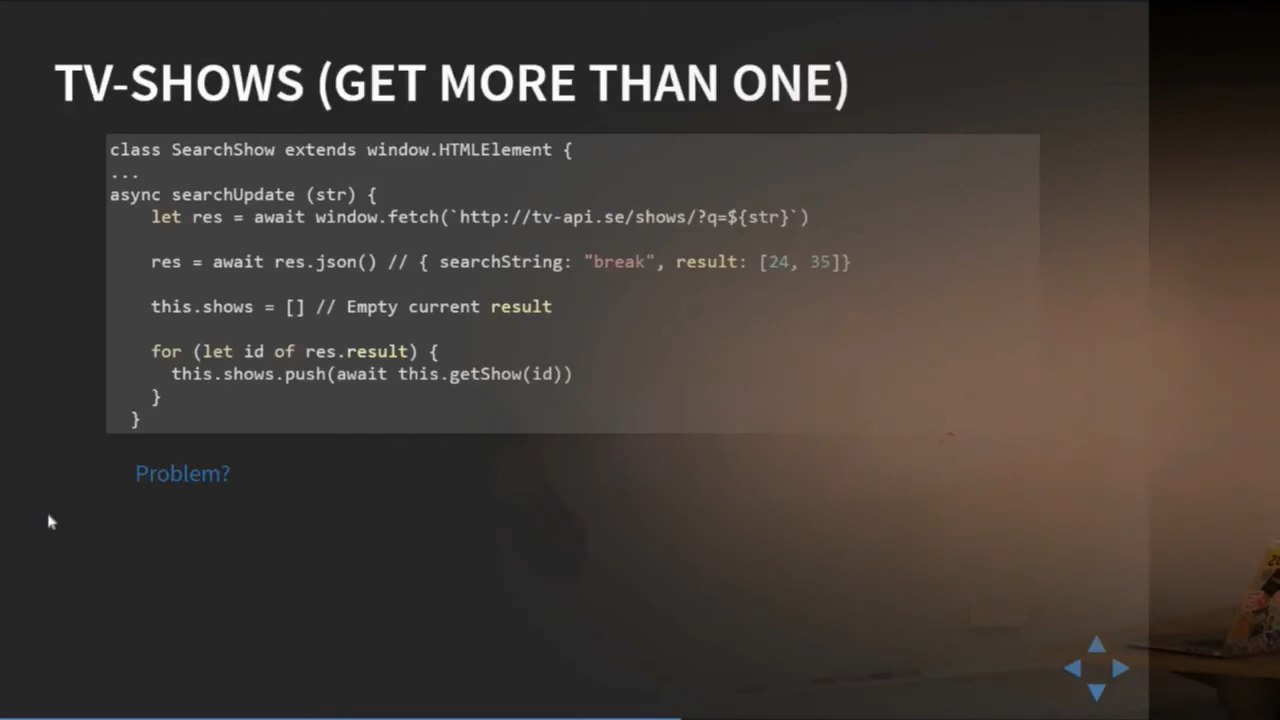 TV-SHOWS (GET MORE THAN ONE)
class SearchShow extends window.HTMLElement {
...
async searchUpdate (str) {
    let res = await window.fetch(`http://tv-api.se/shows/?q=${str}`)
    res = await res.json() // { searchString: "break", result: [24, 35]}
    this.shows = [] // Empty current result
    for (let id of res.result) {
      this.shows.push(await this.getShow(id))
    }
  }
Problem?